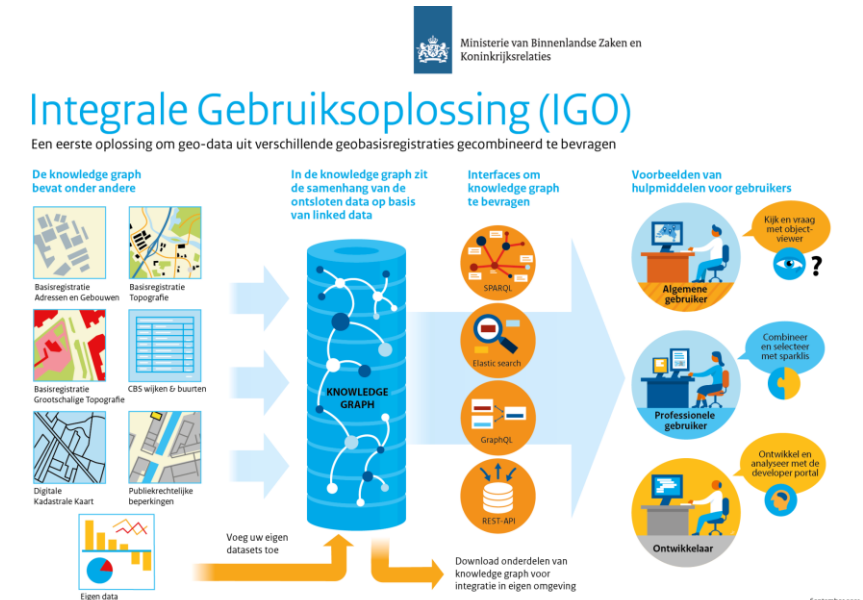 Ministerie van Binnenlandse Zaken en
Koninkrijksrelaties
Integrale Gebruiksoplossing (IGO)
Een eerste oplossing om geo-data uit verschillende geobasisregistraties gecombineerd te bevragen
De knowledge graph
bevat onder andere
Basisregistratie
Adressen en Gebouwen
Basisregistratie
Topografie
Basisregistratie
Grootschalige Topografie
CBS wijken & buurten
Digitale
Kadastrale Kaart
Publiekrechtelijke
beperkingen
Eigen data
In de knowledge graph zit
de samenhang van de
ontsloten data op basis
van linked data
KNOWLEDGE
GRAPH
Voeg uw eigen
datasets toe
Download onderdelen van
knowledge graph voor
integratie in eigen omgeving
Interfaces om
knowledge graph
te bevragen
SPARQL
Elastic search
GraphQL
REST-API
Voorbeelden van
hulpmiddelen voor gebruikers
Algemene
gebruiker
Kijk en vraag
met object-
viewer
?
Professionele
gebruiker
Combineer
en selecteer
met sparklis
Ontwikkelaar
Ontwikkel en
analyseer met de
developer portal